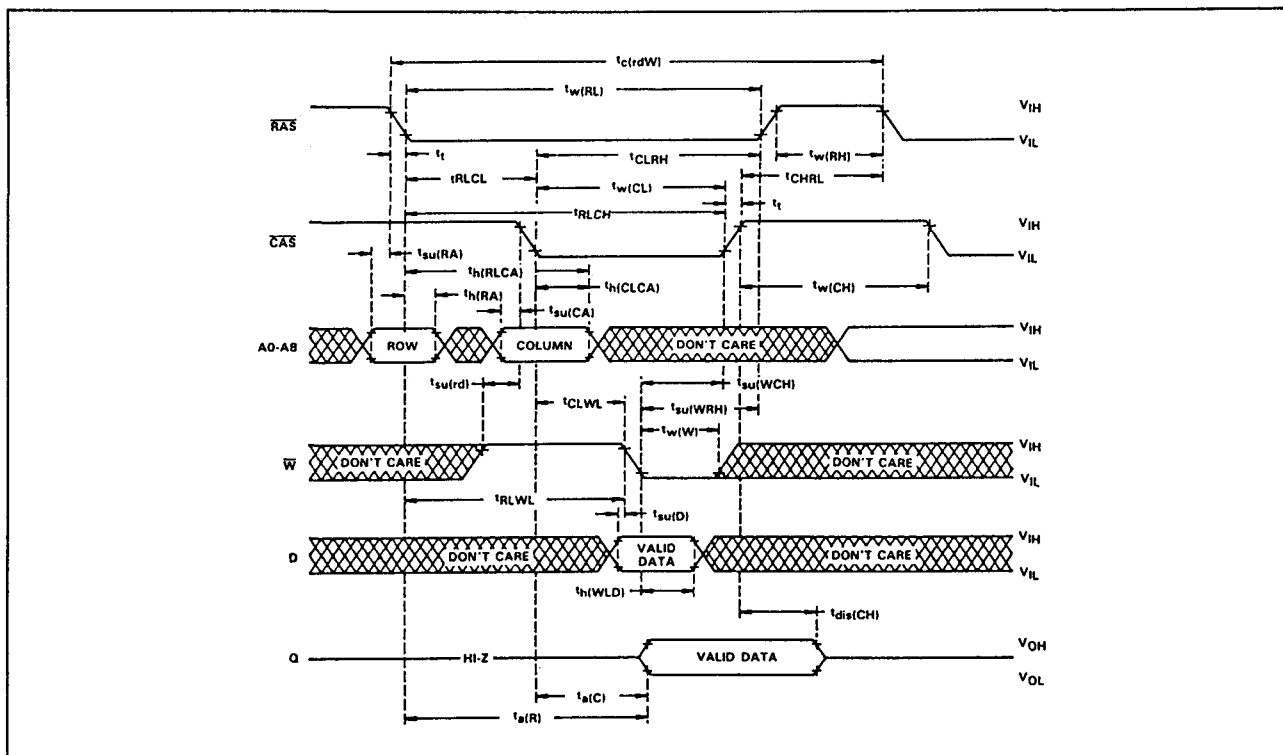 tc(rdW)
tw(RL)
RAS
VIH
VIL
tt
tCLRH
tw(RH)
tRLCL
tCHRL
tw(CL)
tt
tRLCH
CAS
VIH
VIL
tsu(RA)
th(RLCA)
tw(CH)
th(RA)
th(CLCA)
tsu(CA)
A0-A8
ROW
COLUMN
DON'T CARE
VIH
VIL
tsu(rd)
tsu(WCH)
tCLWL
tsu(WRH)
tw(W)
W
DON'T CARE
DON'T CARE
VIH
VIL
tRLWL
tsu(D)
D
DON'T CARE
VALID
DATA
DON'T CARE
VIH
VIL
th(WLD)
tdis(CH)
Q
HI-Z
VALID DATA
VOH
VOL
ta(C)
ta(R)